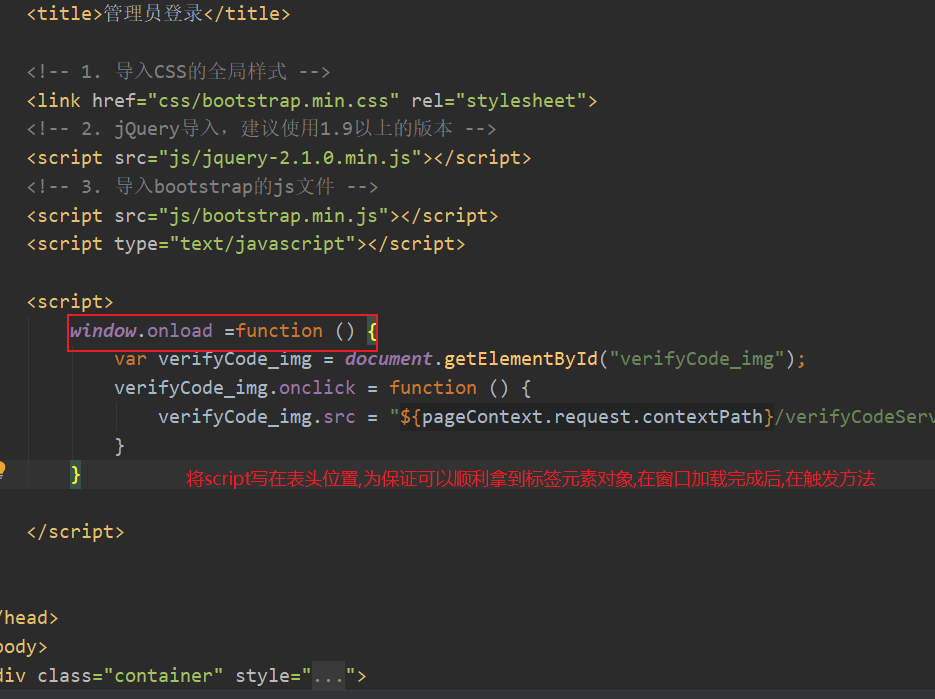 <title>管理员登录</title>
<!-- 1. 导入CSS的全局样式 -->
<link href="css/bootstrap.min.css" rel="stylesheet">
<!-- 2. jQuery导入，建议使用1.9以上的版本 -->
<script src="js/jquery-2.1.0.min.js"></script>
<!-- 3. 导入bootstrap的js文件 -->
<script src="js/bootstrap.min.js"></script>
<script type="text/javascript"></script>
<script>
window.onload =function () {
var verifyCode_img = document.getElementById("verifyCode_img");
verifyCode_img.onclick = function () {
verifyCode_img.src = "${pageContext.request.contextPath}/verifyCodeServ
}
} 将script写在表头位置,为保证可以顺利拿到标签元素对象,在窗口加载完成后,在触发方法
</script>
/head>
body>
div class="container" style="...">